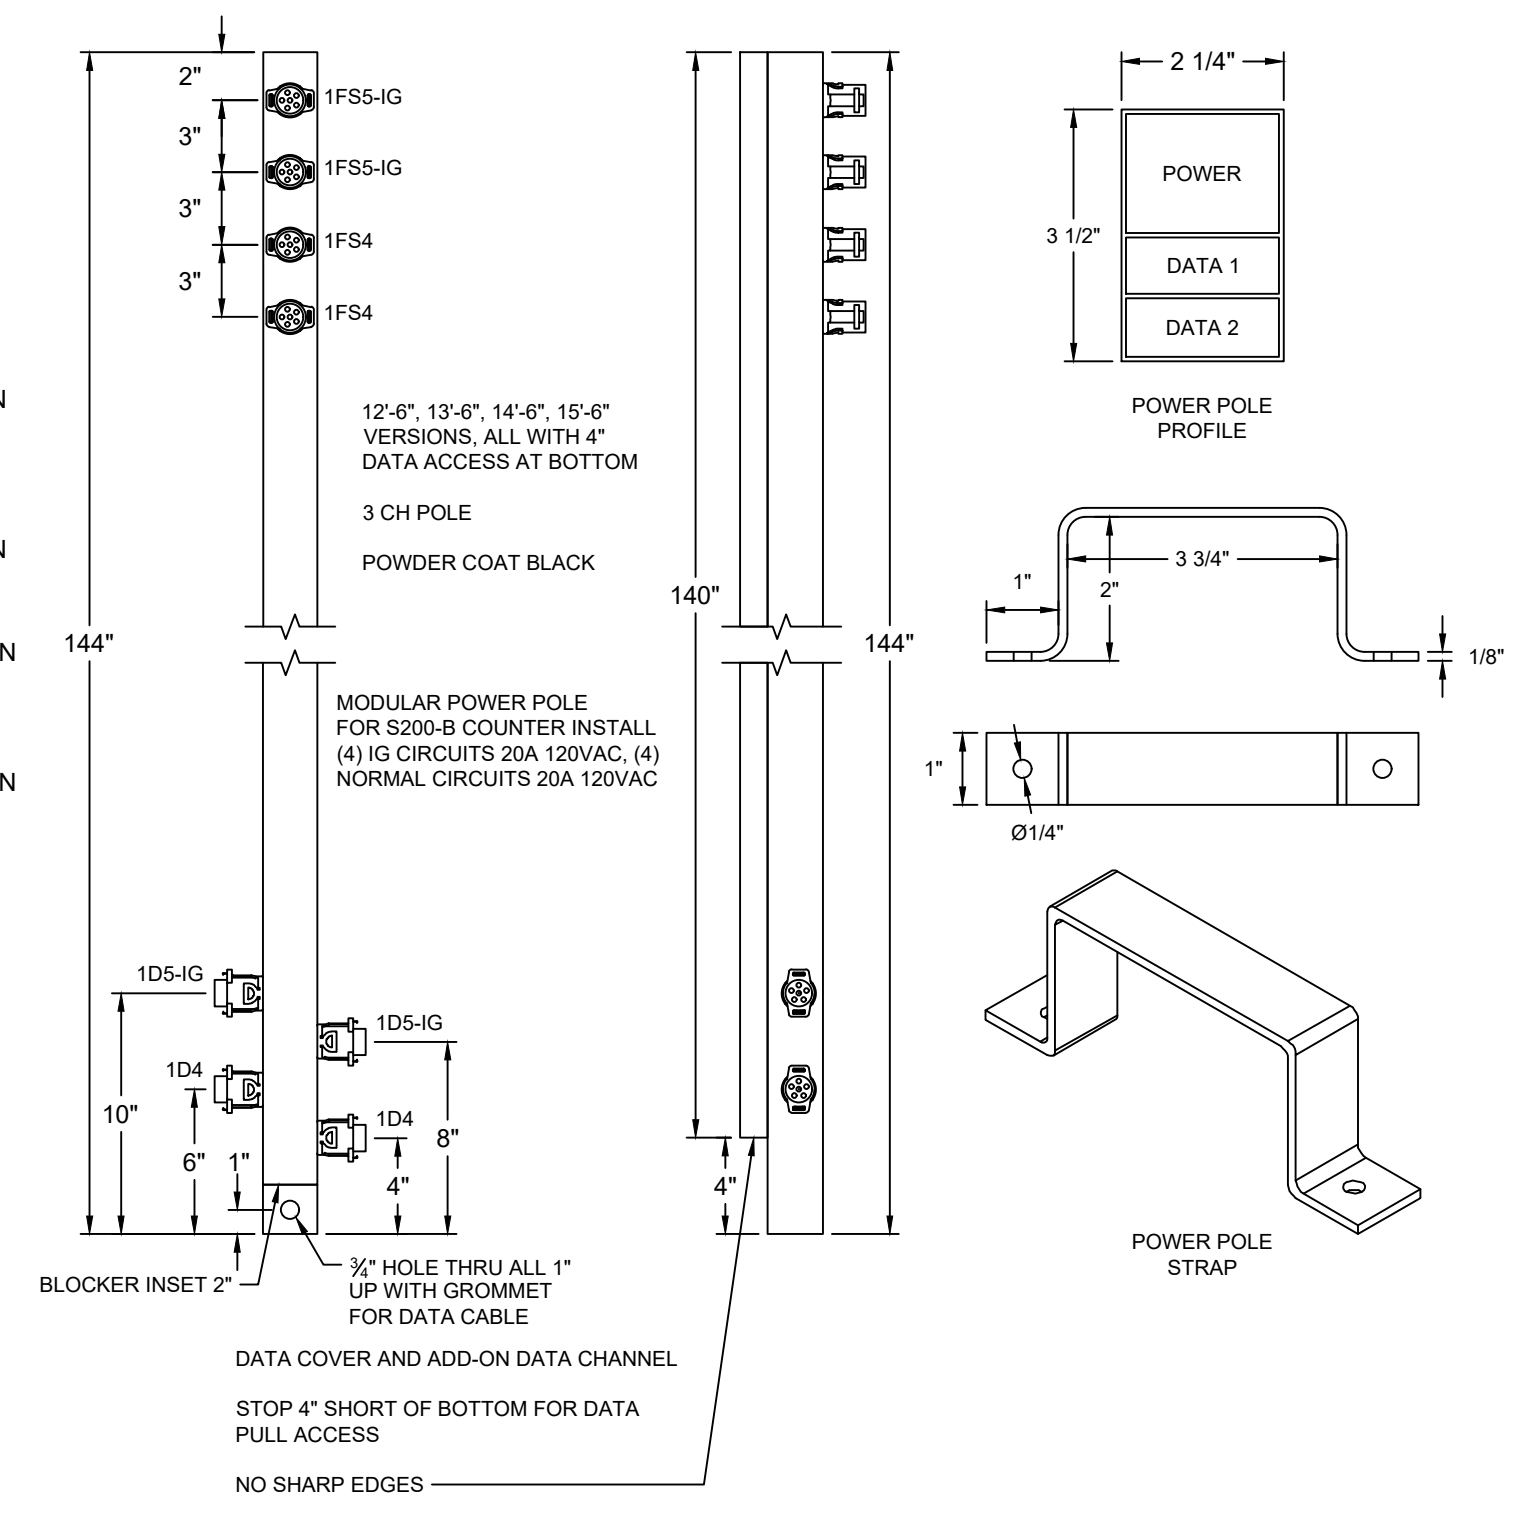 2"
3"
3"
3"
1FS5-IG
1FS5-IG
1FS4
1FS4
144"
N
N
N
N
12'-6", 13'-6", 14'-6", 15'-6"
VERSIONS, ALL WITH 4"
DATA ACCESS AT BOTTOM
3 CH POLE
POWDER COAT BLACK
MODULAR POWER POLE
FOR S200-B COUNTER INSTALL
(4) IG CIRCUITS 20A 120VAC, (4)
NORMAL CIRCUITS 20A 120VAC
1D5-IG
1D5-IG
1D4
1D4
10"
6"
1"
8"
4"
BLOCKER INSET 2"
¾" HOLE THRU ALL 1"
UP WITH GROMMET
FOR DATA CABLE
DATA COVER AND ADD-ON DATA CHANNEL
STOP 4" SHORT OF BOTTOM FOR DATA
PULL ACCESS
NO SHARP EDGES
140"
144"
4"
2 1/4"
3 1/2"
POWER
DATA 1
DATA 2
POWER POLE
PROFILE
1"
3 3/4"
2"
1/8"
1"
Ø1/4"
POWER POLE
STRAP